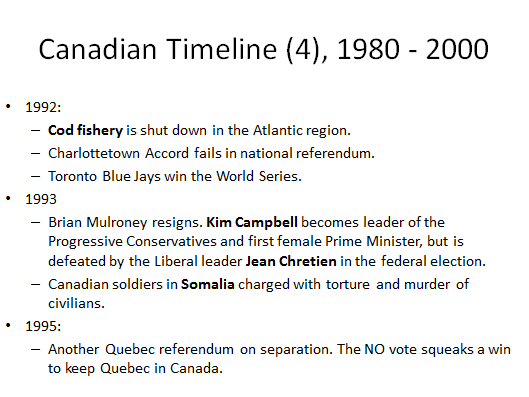 Canadian Timeline (4), 1980 - 2000
• 1992:
– Cod fishery is shut down in the Atlantic region.
– Charlottetown Accord fails in national referendum.
– Toronto Blue Jays win the World Series.
• 1993
– Brian Mulroney resigns. Kim Campbell becomes leader of the
Progressive Conservatives and first female Prime Minister, but is
defeated by the Liberal leader Jean Chretien in the federal election.
– Canadian soldiers in Somalia charged with torture and murder of
civilians.
• 1995:
– Another Quebec referendum on separation. The NO vote squeaks a win
to keep Quebec in Canada.